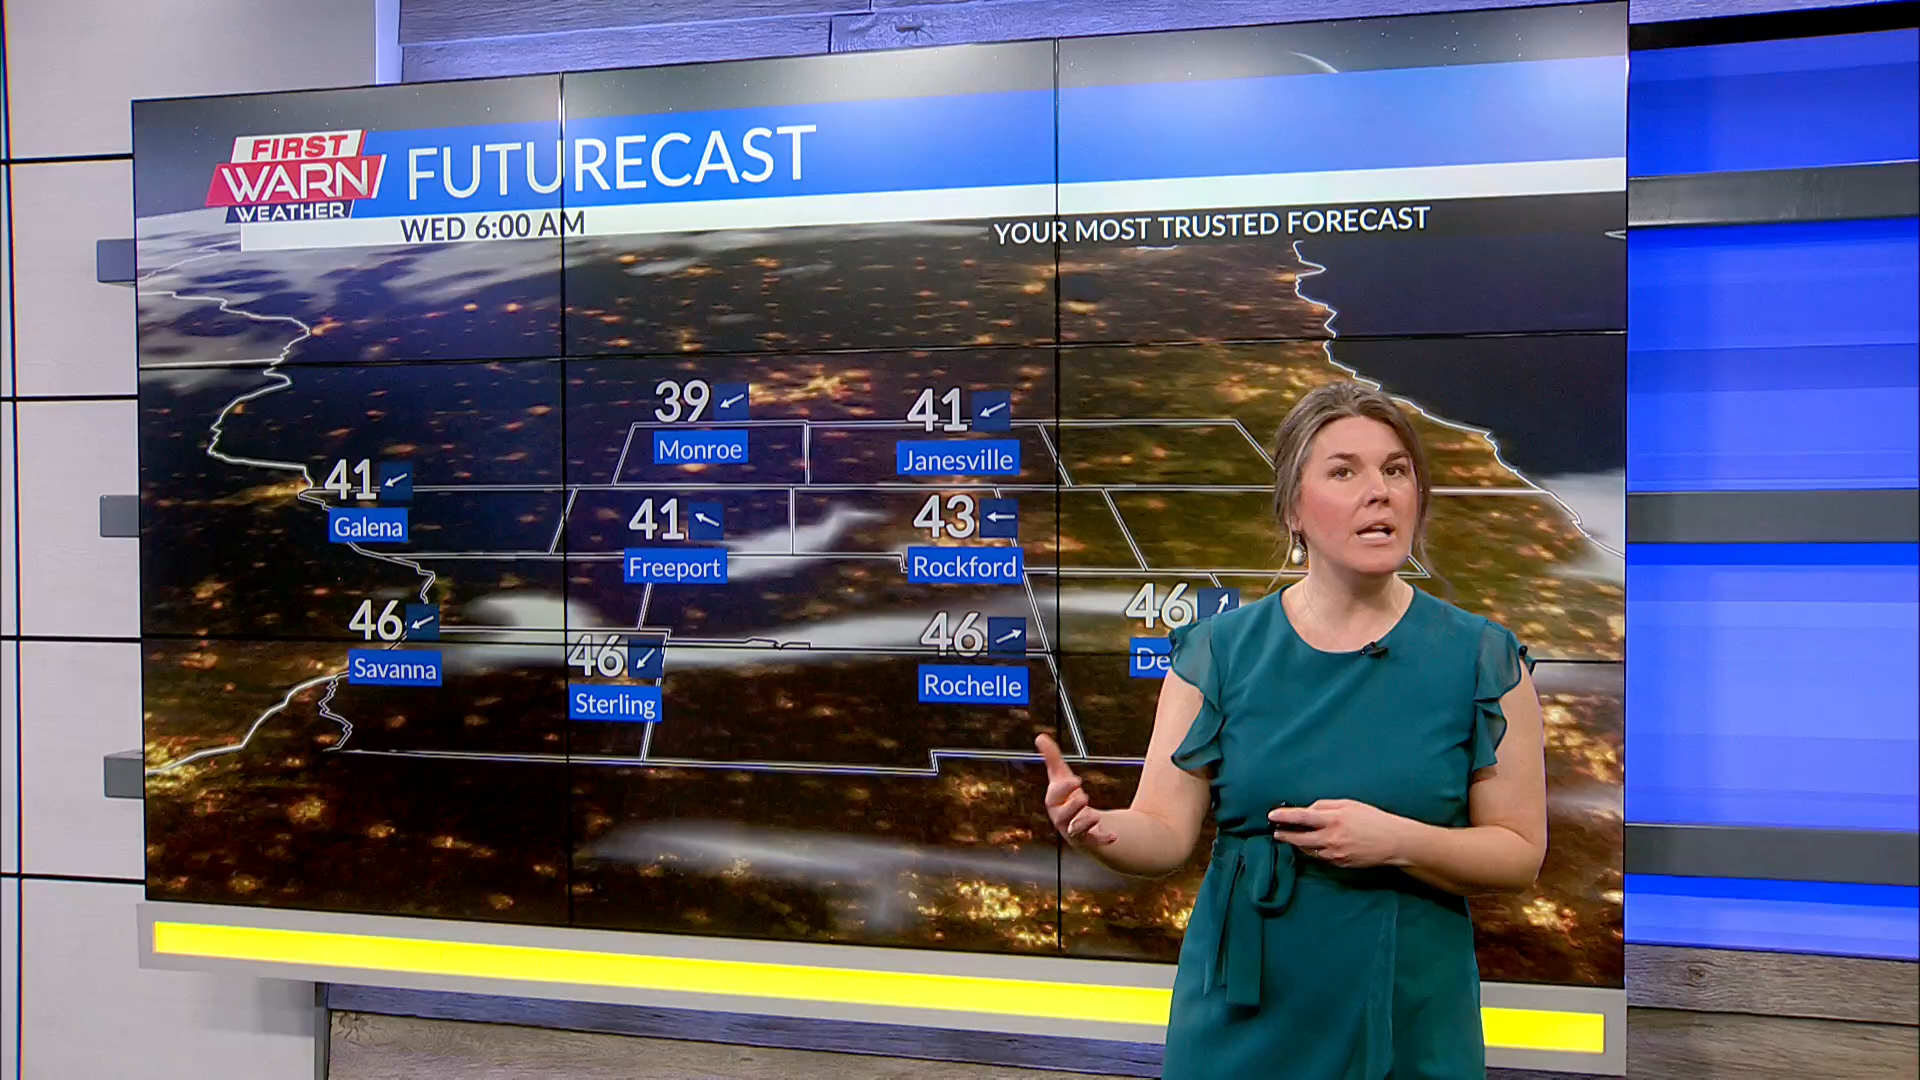 FIRST
WARN
WEATHER
FUTURECAST
WED 6:00 AM
YOUR MOST TRUSTED FORECAST
39
Monroe
41
Janesville
41
Galena
41
Freeport
43
Rockford
46
Savanna
46
Sterling
46
Rochelle
46